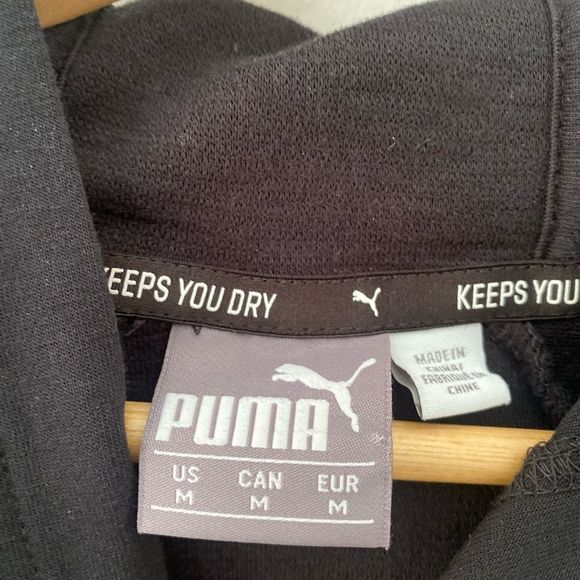 KEEPS YOU DRY
KEEPS YOU
PUMA
US CAN EUR
M M M
MADE IN
CHINA/
FABRIQUÉ EN
CHINE